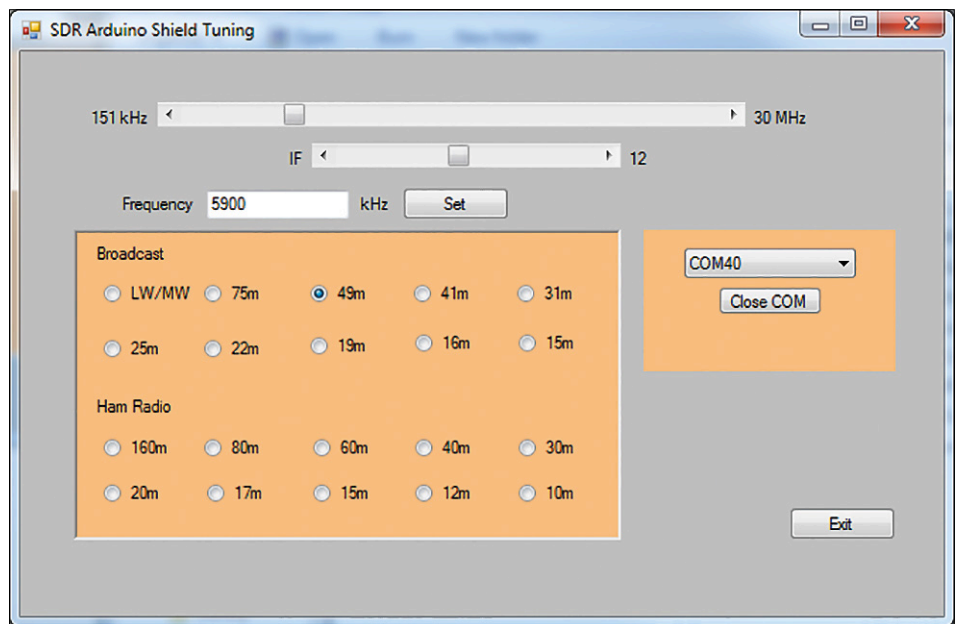 SDR Arduino Shield Tuning
151 kHz 30 MHz
IF 12
Frequency 5900 kHz Set
Broadcast
COM40
LW/MW 75m 49m 41m 31m
Close COM
25m 22m 19m 16m 15m
Ham Radio
160m 80m 60m 40m 30m
20m 17m 15m 12m 10m
Exit